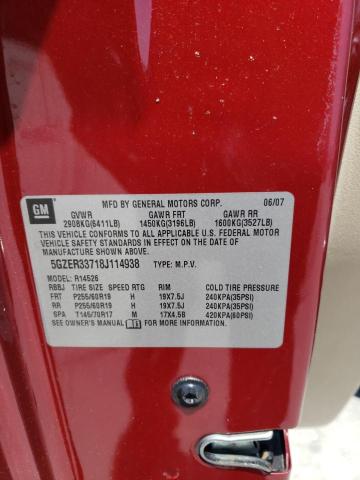 MFD BY GENERAL MOTORS CORP. 06/07
GM GVWR GAWR FRT GAWR RR
2908KG(6411LB) 1450KG(3196LB) 1600KG(3527LB)
THIS VEHICLE CONFORMS TO ALL APPLICABLE U.S. FEDERAL
MOTOR VEHICLE SAFETY STANDARDS IN EFFECT ON THE DATE OF
MANUFACTURE SHOWN ABOVE.
5GZER33718J114938 TYPE: M.P.V.
MODEL: R14526
RBBJ TIRE SIZE SPEED RTG RIM COLD TIRE PRESSURE
FRT P255/60R19 H 19X7.5J 240KPA(35PSI)
RR P255/60R19 H 19X7.5J 240KPA(35PSI)
SPA T145/70R17 M 17X4.5B 420KPA(60PSI)
SEE OWNER'S MANUAL FOR MORE INFORMATION.